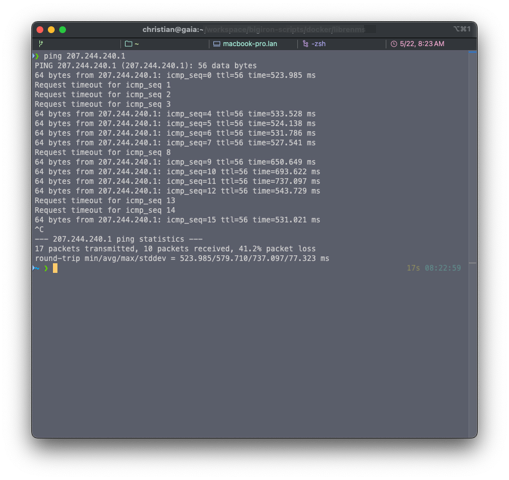 christian@gaia:~
⌥⌘1
~
macbook-pro.lan
-zsh
5/22, 8:23 AM
❯ ping 207.244.240.1
PING 207.244.240.1 (207.244.240.1): 56 data bytes
64 bytes from 207.244.240.1: icmp_seq=0 ttl=56 time=523.985 ms
Request timeout for icmp_seq 1
Request timeout for icmp_seq 2
Request timeout for icmp_seq 3
64 bytes from 207.244.240.1: icmp_seq=4 ttl=56 time=533.528 ms
64 bytes from 207.244.240.1: icmp_seq=5 ttl=56 time=524.138 ms
64 bytes from 207.244.240.1: icmp_seq=6 ttl=56 time=531.786 ms
64 bytes from 207.244.240.1: icmp_seq=7 ttl=56 time=527.541 ms
Request timeout for icmp_seq 8
64 bytes from 207.244.240.1: icmp_seq=9 ttl=56 time=650.649 ms
64 bytes from 207.244.240.1: icmp_seq=10 ttl=56 time=693.622 ms
64 bytes from 207.244.240.1: icmp_seq=11 ttl=56 time=737.097 ms
64 bytes from 207.244.240.1: icmp_seq=12 ttl=56 time=543.729 ms
Request timeout for icmp_seq 13
Request timeout for icmp_seq 14
64 bytes from 207.244.240.1: icmp_seq=15 ttl=56 time=531.021 ms
^C
--- 207.244.240.1 ping statistics ---
17 packets transmitted, 10 packets received, 41.2% packet loss
round-trip min/avg/max/stddev = 523.985/579.710/737.097/77.323 ms
~ ❯ 17s 08:22:59